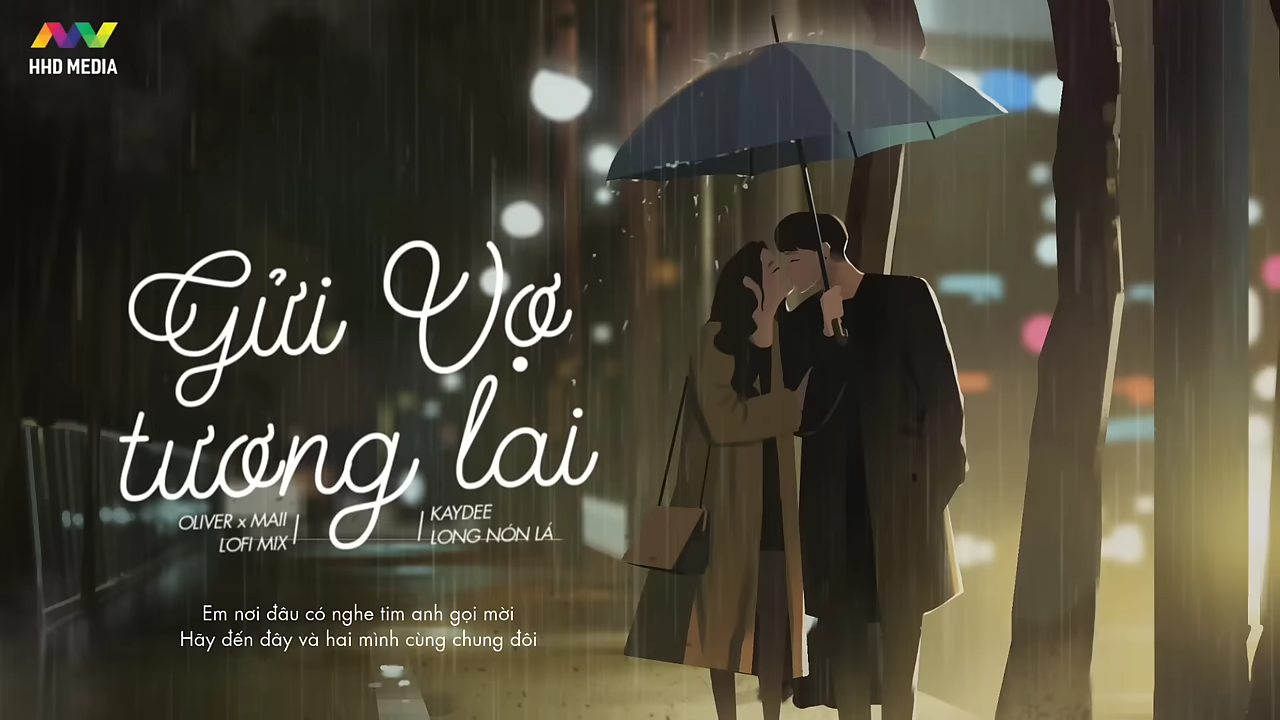 HHD MEDIA
Gửi Vợ
tương lai
OLIVER x MAII
LOFI MIX
KAYDEE
LONG NÓN LÁ
Em nơi đâu có nghe tim anh gọi mời
Hãy đến đây và hai mình cùng chung đôi